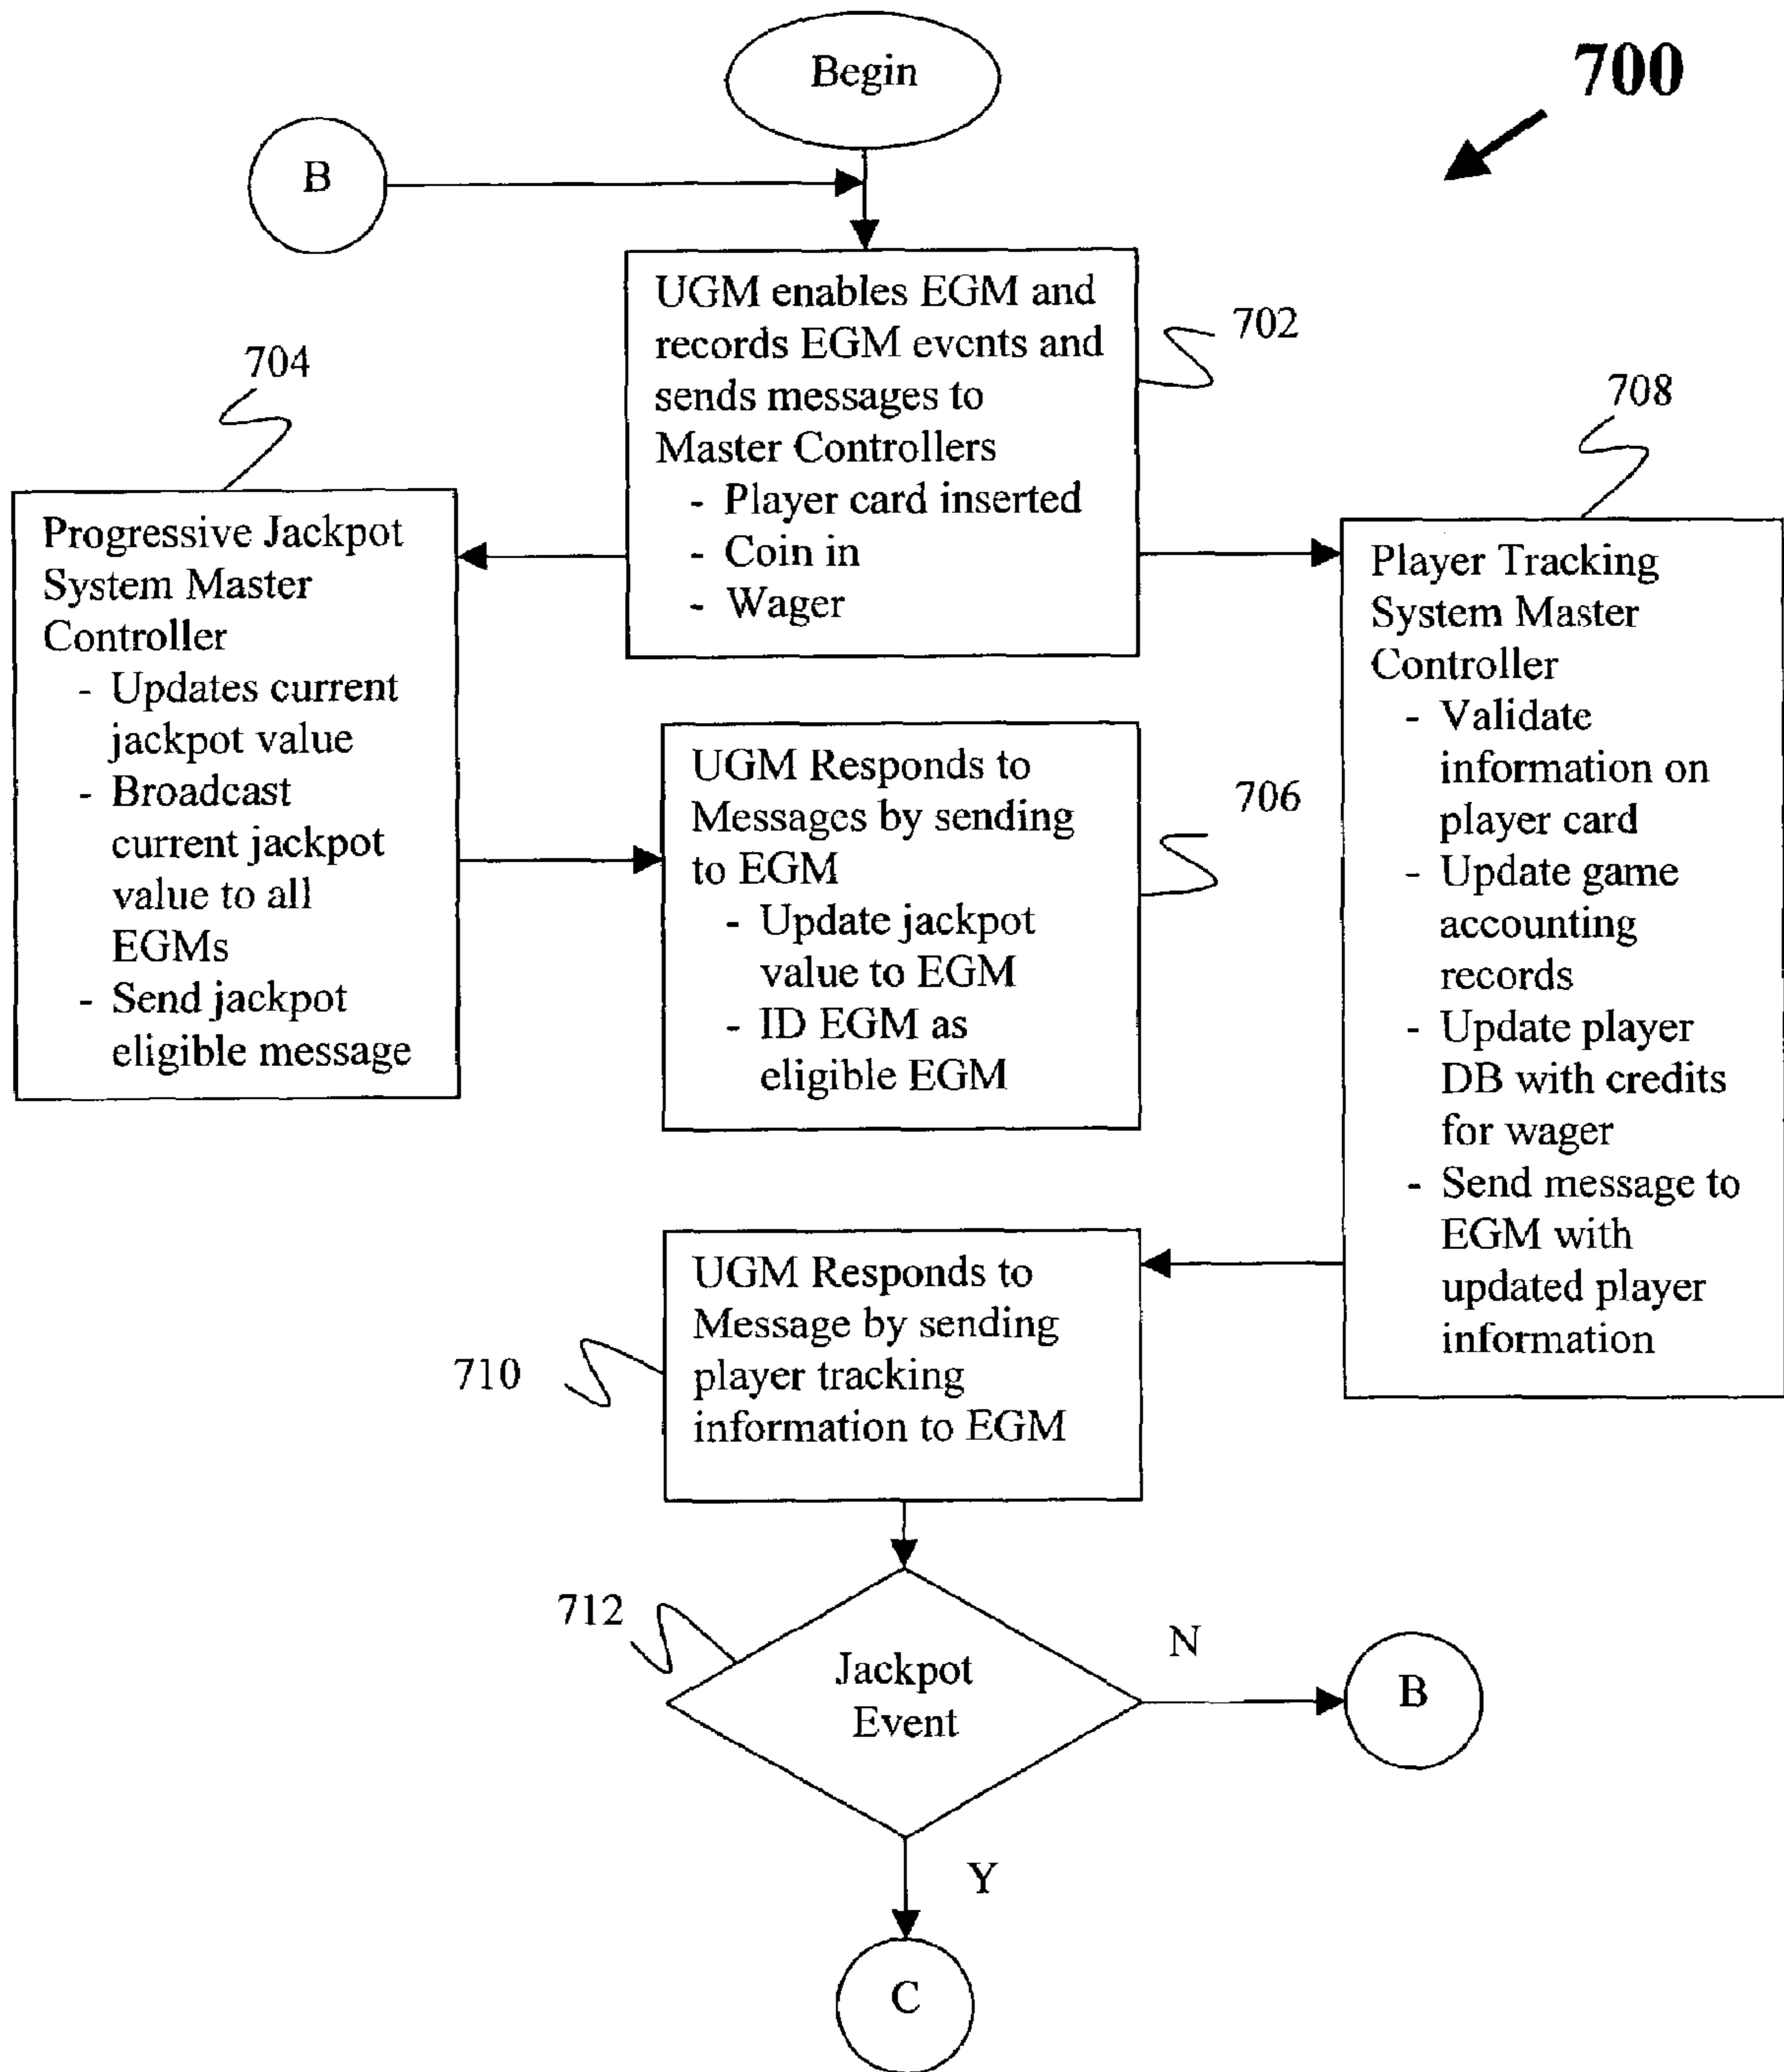 Begin
700
B
UGM enables EGM and
records EGM events and
sends messages to
Master Controllers
- Player card inserted
- Coin in
- Wager
702
704
Progressive Jackpot
System Master
Controller
- Updates current
jackpot value
- Broadcast
current jackpot
value to all
EGMs
- Send jackpot
eligible message
708
Player Tracking
System Master
Controller
- Validate
information on
player card
- Update game
accounting
records
- Update player
DB with credits
for wager
- Send message to
EGM with
updated player
information
UGM Responds to
Messages by sending
to EGM
- Update jackpot
value to EGM
- ID EGM as
eligible EGM
706
UGM Responds to
Message by sending
player tracking
information to EGM
710
712
Jackpot
Event
N
B
Y
C